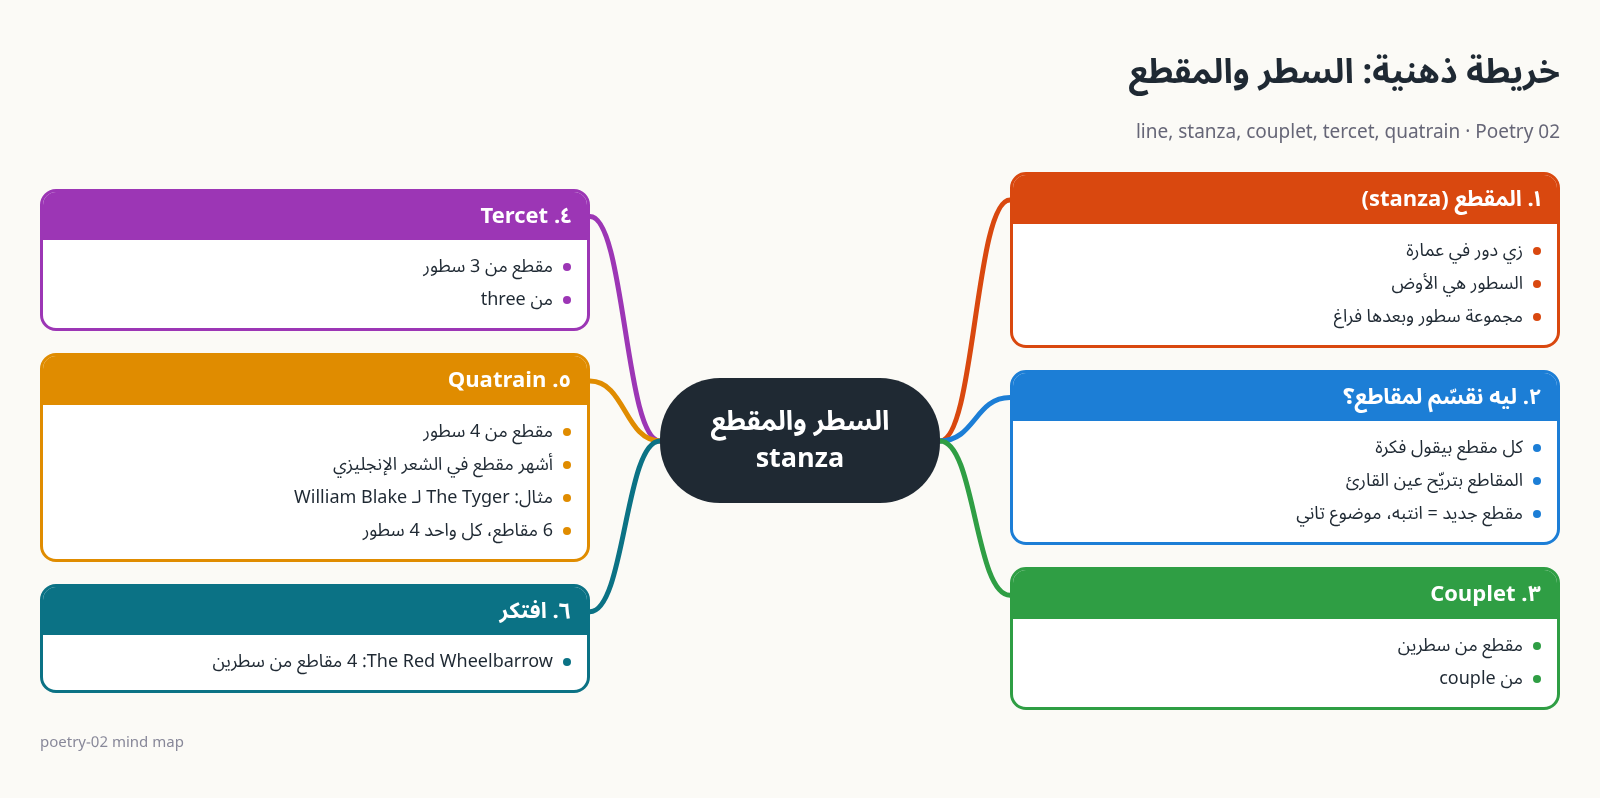 خريطة ذهنية: السطر والمقطع
line, stanza, couplet, tercet, quatrain · Poetry 02
١. المقطع (stanza)
زي دور في عمارة
السطور هي الأوض
مجموعة سطور وبعدها فراغ
٢. ليه نقسّم لمقاطع؟
كل مقطع بيقول فكرة
المقاطع بتريّح عين القارئ
مقطع جديد = انتبه، موضوع تاني
٣. Couplet
مقطع من سطرين
من couple
السطر والمقطع
stanza
٤. Tercet
مقطع من 3 سطور
من three
٥. Quatrain
مقطع من 4 سطور
أشهر مقطع في الشعر الإنجليزي
مثال: The Tyger لـ William Blake
6 مقاطع، كل واحد 4 سطور
٦. افتكر
The Red Wheelbarrow: 4 مقاطع من سطرين
poetry-02 mind map